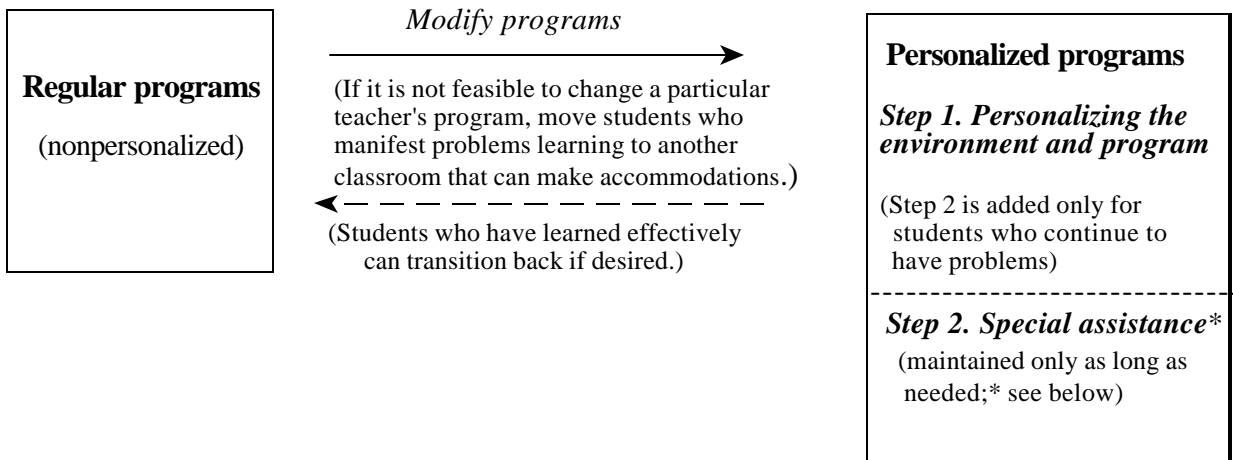 Regular programs
(nonpersonalized)
Modify programs
(If it is not feasible to change a particular
teacher's program, move students who
manifest problems learning to another
classroom that can make accommodations.)
(Students who have learned effectively
can transition back if desired.)
Personalized programs
Step 1. Personalizing the
environment and program
(Step 2 is added only for
students who continue to
have problems)
Step 2. Special assistance*
(maintained only as long as
needed;* see below)